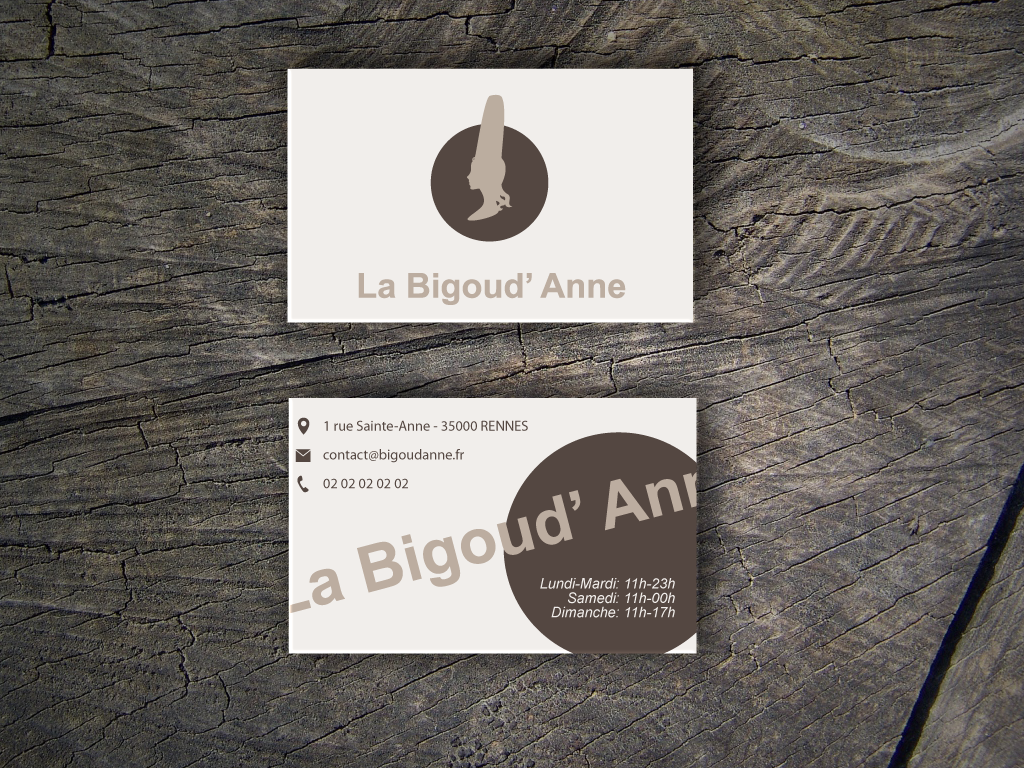 La Bigoud’ Anne
1 rue Sainte-Anne - 35000 RENNES
contact@bigoudanne.fr
02 02 02 02 02
La Bigoud’ Ann
Lundi-Mardi: 11h-23h
Samedi: 11h-00h
Dimanche: 11h-17h